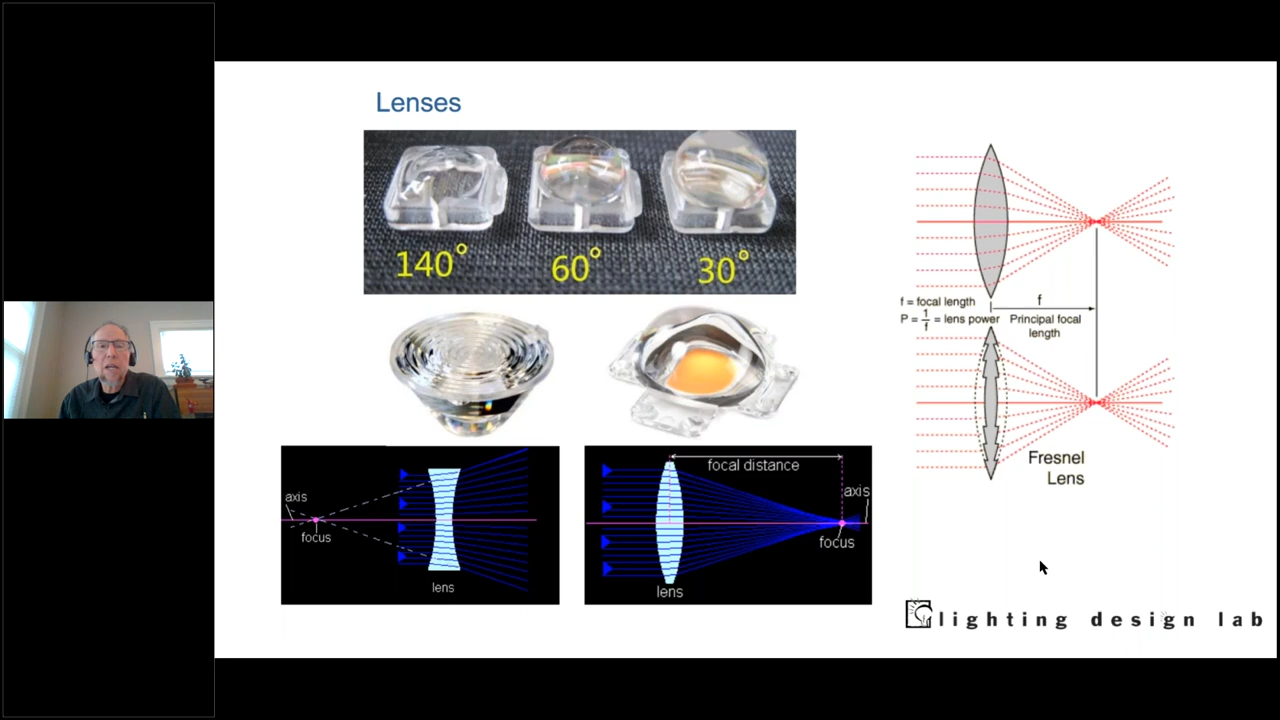 Lenses
140°
60°
30°
f = focal length
P = 1/f = lens power
f
Principal focal
length
Fresnel
Lens
axis
focus
lens
focal distance
axis
focus
lens
lighting design lab